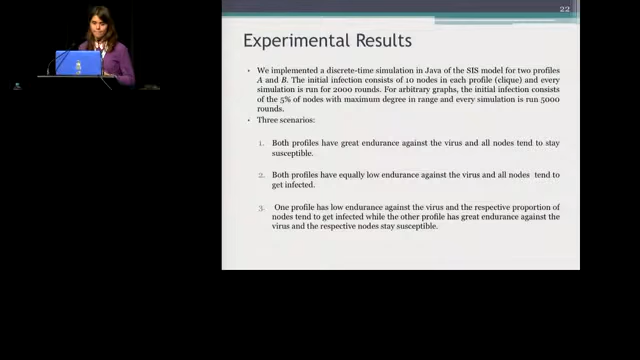 22
Experimental Results
• We implemented a discrete-time simulation in Java of the SIS model for two profiles
A and B. The initial infection consists of 10 nodes in each profile (clique) and every
simulation is run for 2000 rounds. For arbitrary graphs, the initial infection consists
of the 5% of nodes with maximum degree in range and every simulation is run 5000
rounds.
• Three scenarios:
1. Both profiles have great endurance against the virus and all nodes tend to stay
susceptible.
2. Both profiles have equally low endurance against the virus and all nodes tend to
get infected.
3. One profile has low endurance against the virus and the respective proportion of
nodes tend to get infected while the other profile has great endurance against the
virus and the respective nodes stay susceptible.